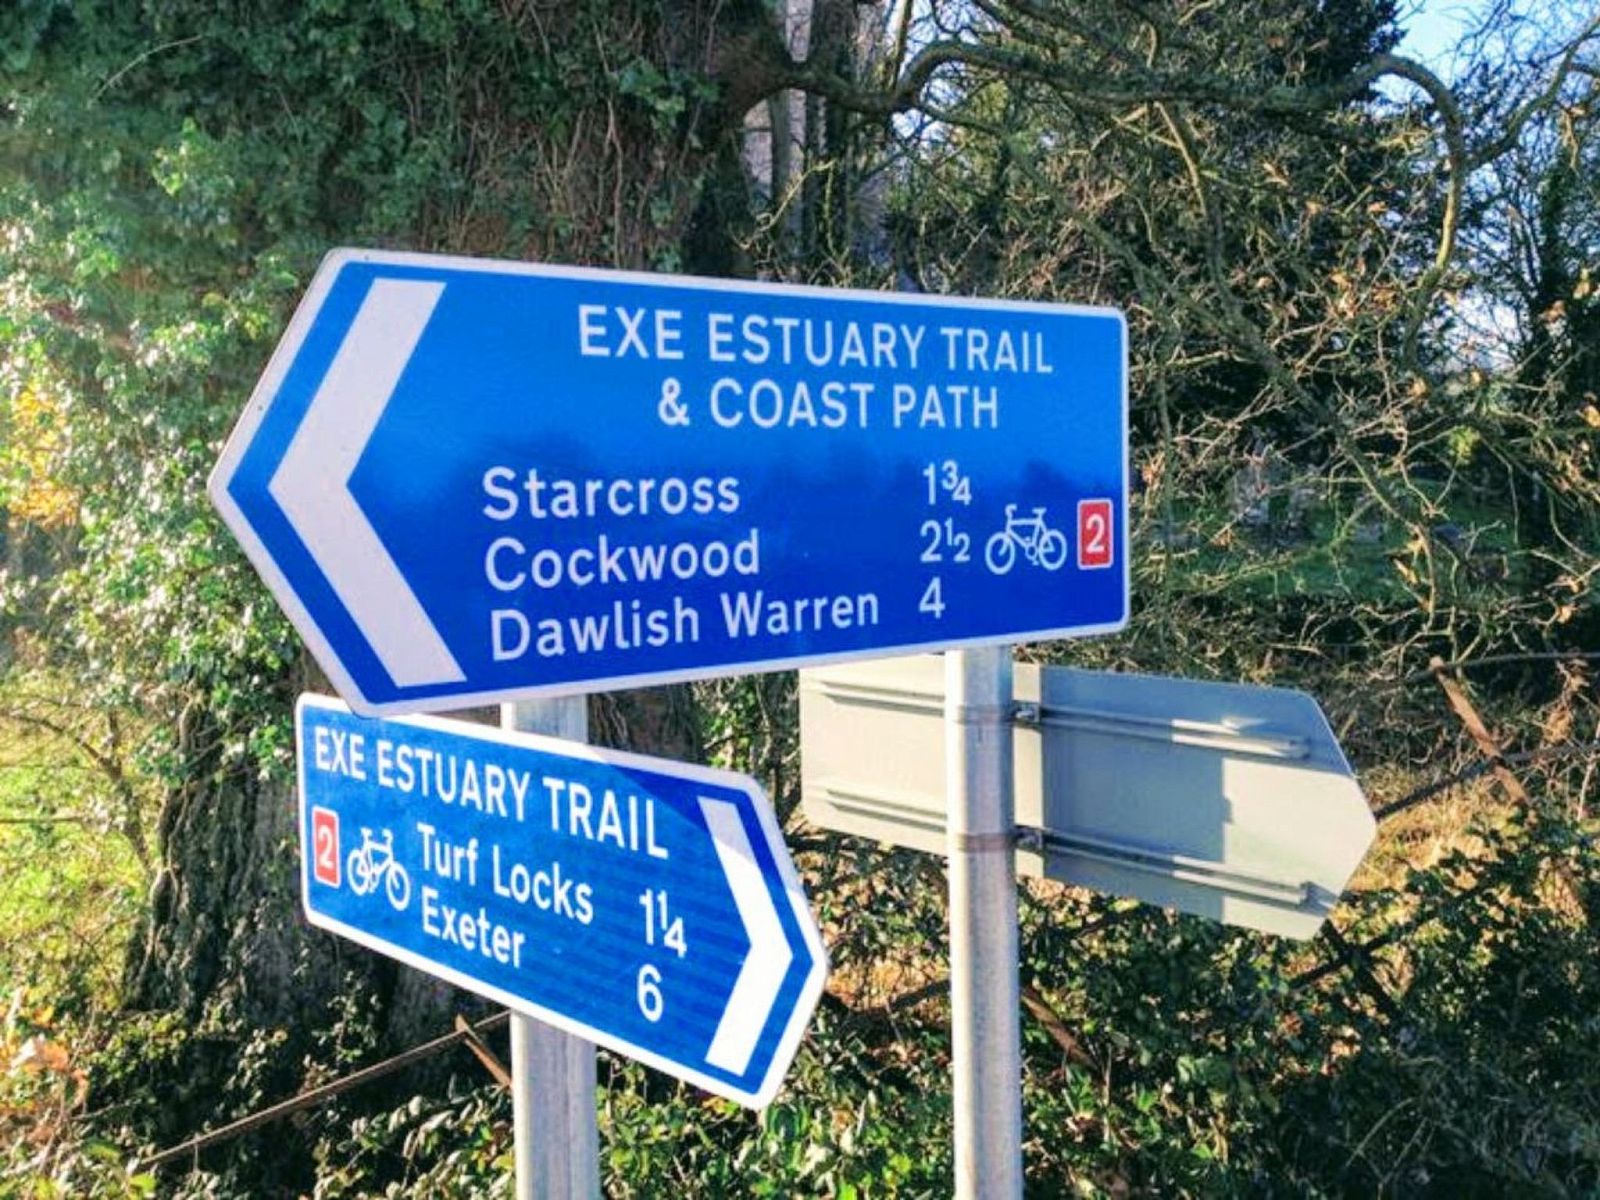 EXE ESTUARY TRAIL
& COAST PATH
Starcross 1¾
Cockwood 2½ 2
Dawlish Warren 4
EXE ESTUARY TRAIL
2 Turf Locks 1¼
Exeter 6